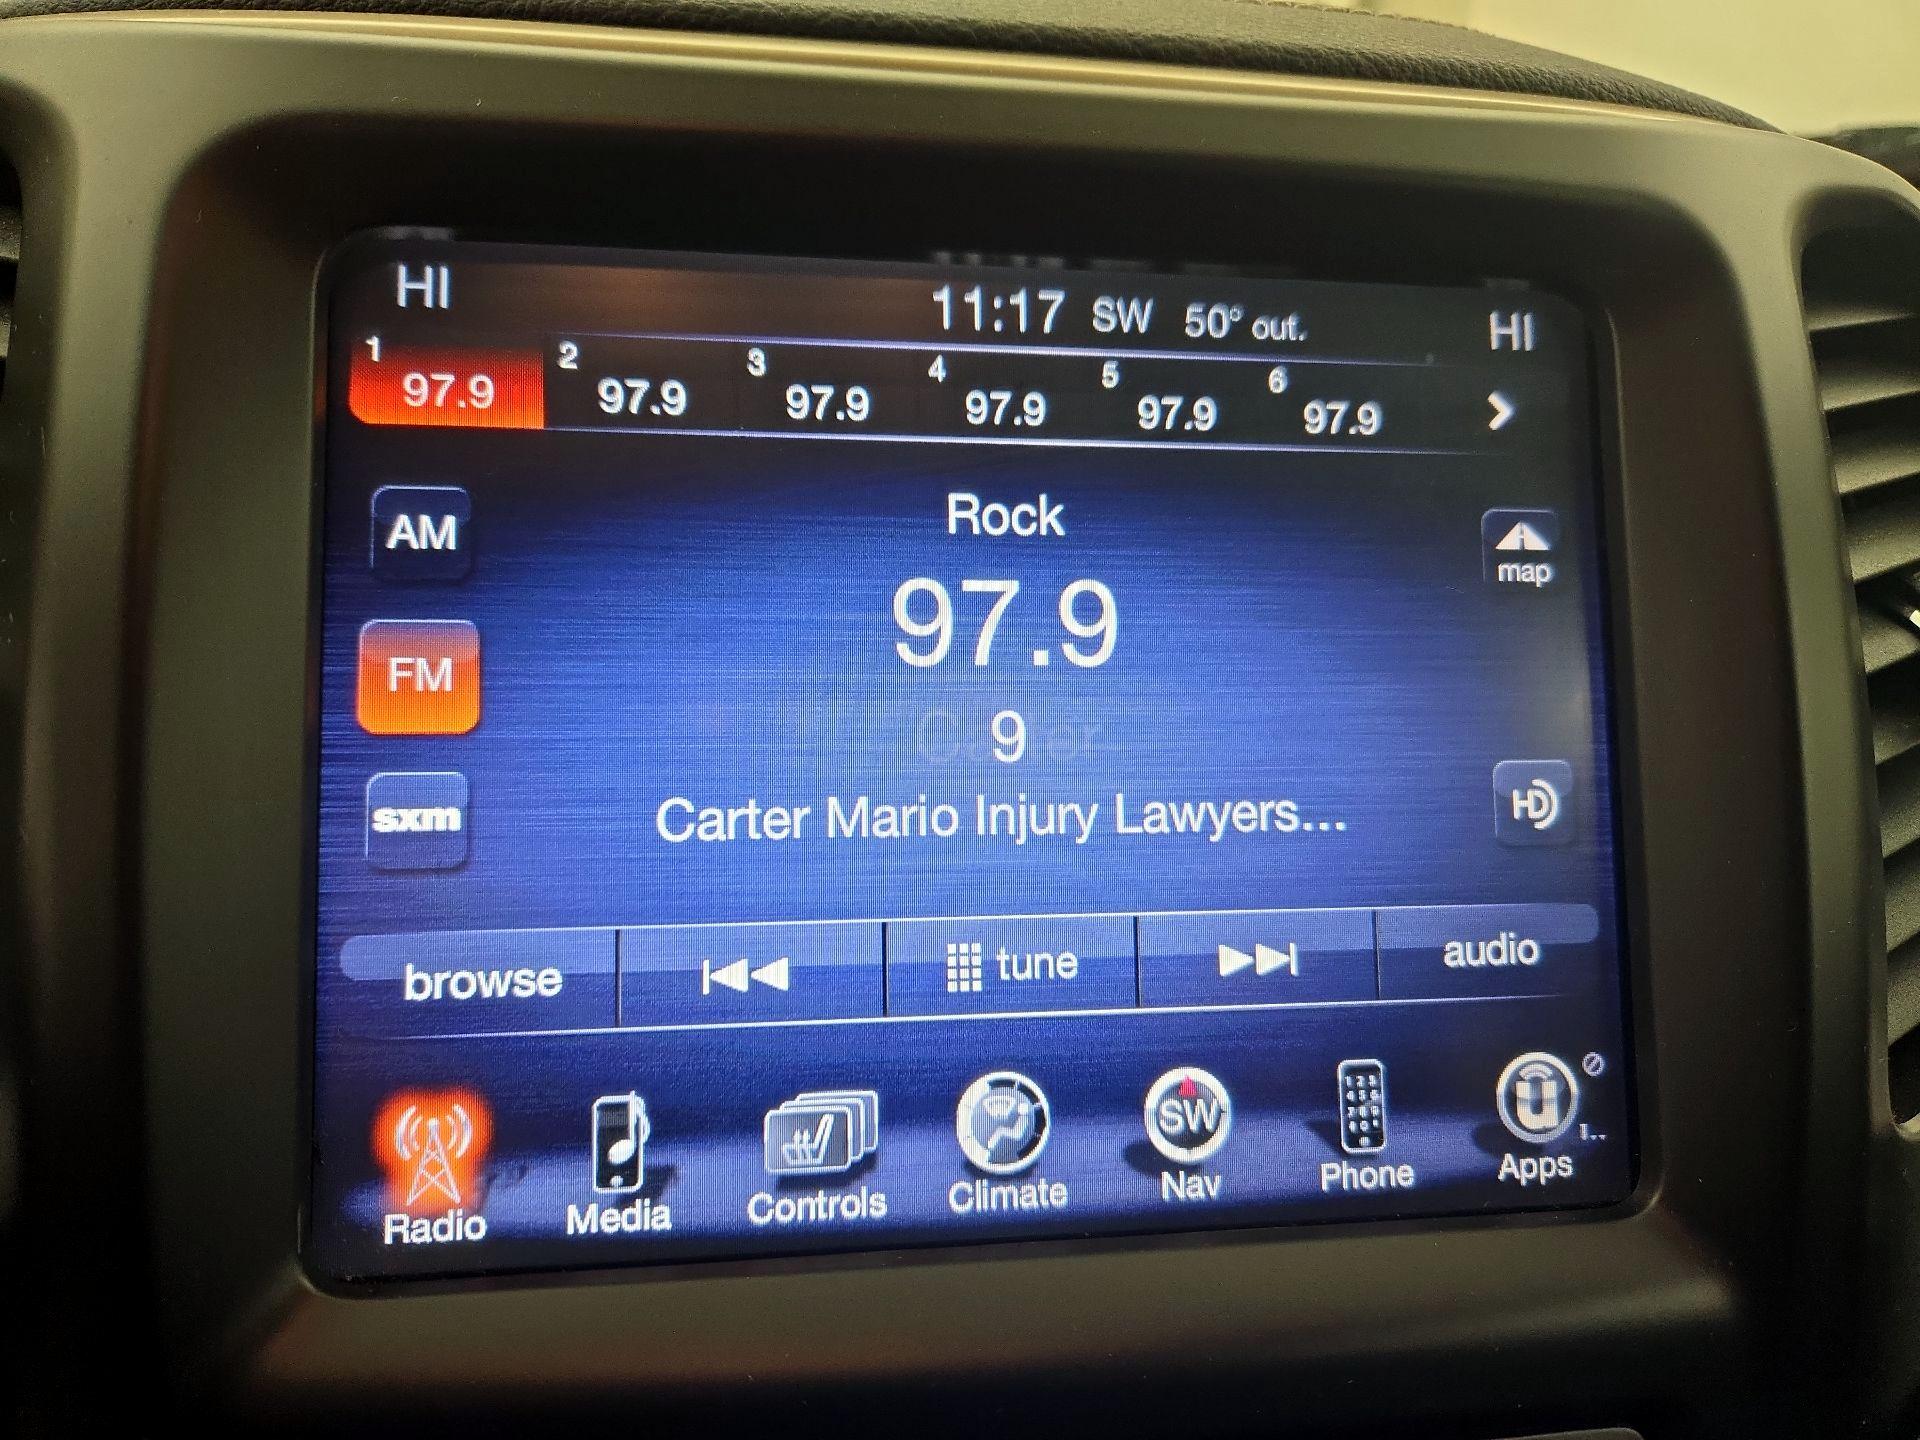 HI 11:17 SW 50° out. HI
1 97.9 2 97.9 3 97.9 4 97.9 5 97.9 6 97.9
AM
Rock
map
97.9
FM
9
sxm
Carter Mario Injury Lawyers...
HD
browse tune audio
SW
Radio Media Controls Climate Nav Phone Apps